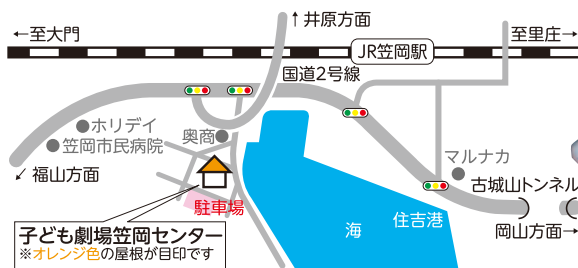 ←至大門
↑井原方面
至里庄→
JR笠岡駅
国道2号線
ホリデイ
笠岡市民病院
奥商
マルナカ
↙福山方面
古城山トンネル
駐車場
住吉港
海
岡山方面→
子ども劇場笠岡センター
※オレンジ色の屋根が目印です